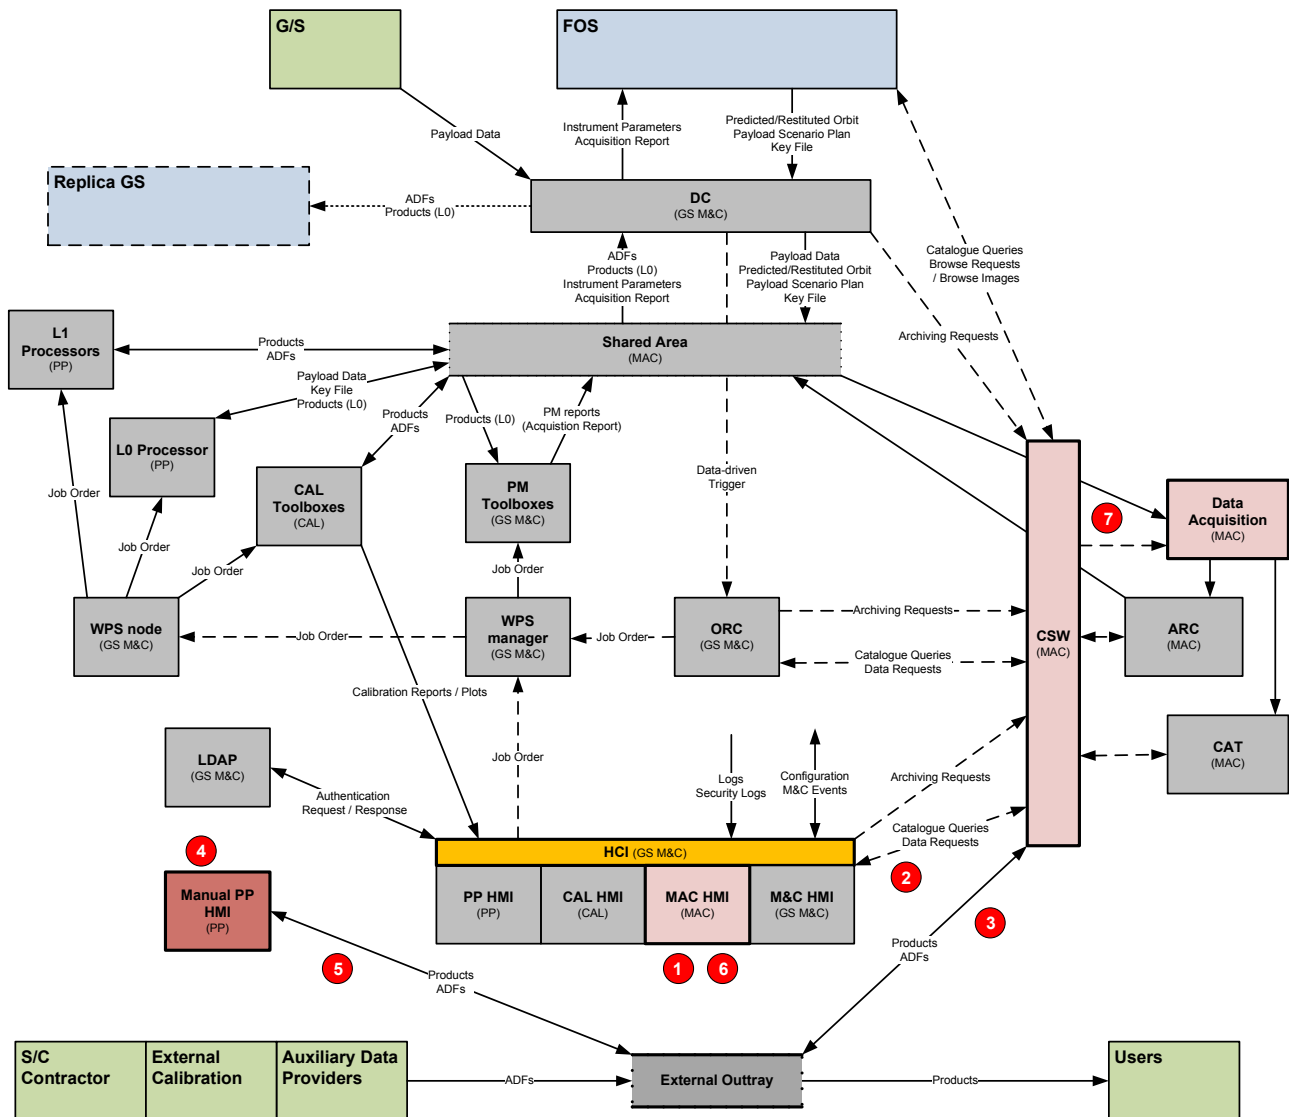 G/S
FOS
Payload Data
Instrument Parameters
Acquisition Report
Predicted/Restituted Orbit
Payload Scenario Plan
Key File
Replica GS
ADFs
Products (L0)
DC
(GS M&C)
Catalogue Queries
Browse Requests
/ Browse Images
ADFs
Products (L0)
Instrument Parameters
Acquisition Report
Payload Data
Predicted/Restituted Orbit
Payload Scenario Plan
Key File
Archiving Requests
L1
Processors
(PP)
Products
ADFs
Shared Area
(MAC)
Payload Data
Key File
Products (L0)
Products
ADFs
Products (L0)
PM reports
(Acquistion Report)
L0 Processor
(PP)
CAL
Toolboxes
(CAL)
PM
Toolboxes
(GS M&C)
Data-driven
Trigger
Job Order
7
Data
Acquisition
(MAC)
Job Order
Job Order
Job Order
WPS node
(GS M&C)
Job Order
WPS
manager
(GS M&C)
Job Order
ORC
(GS M&C)
Archiving Requests
Catalogue Queries
Data Requests
CSW
(MAC)
ARC
(MAC)
Calibration Reports / Plots
LDAP
(GS M&C)
Job Order
Logs
Security Logs
Configuration
M&C Events
Archiving Requests
CAT
(MAC)
Authentication
Request / Response
4
HCI (GS M&C)
Catalogue Queries
Data Requests
2
Manual PP
HMI
(PP)
PP HMI
(PP)
CAL HMI
(CAL)
MAC HMI
(MAC)
M&C HMI
(GS M&C)
3
5
1
6
Products
ADFs
Products
ADFs
S/C
Contractor
External
Calibration
Auxiliary Data
Providers
ADFs
External Outtray
Products
Users